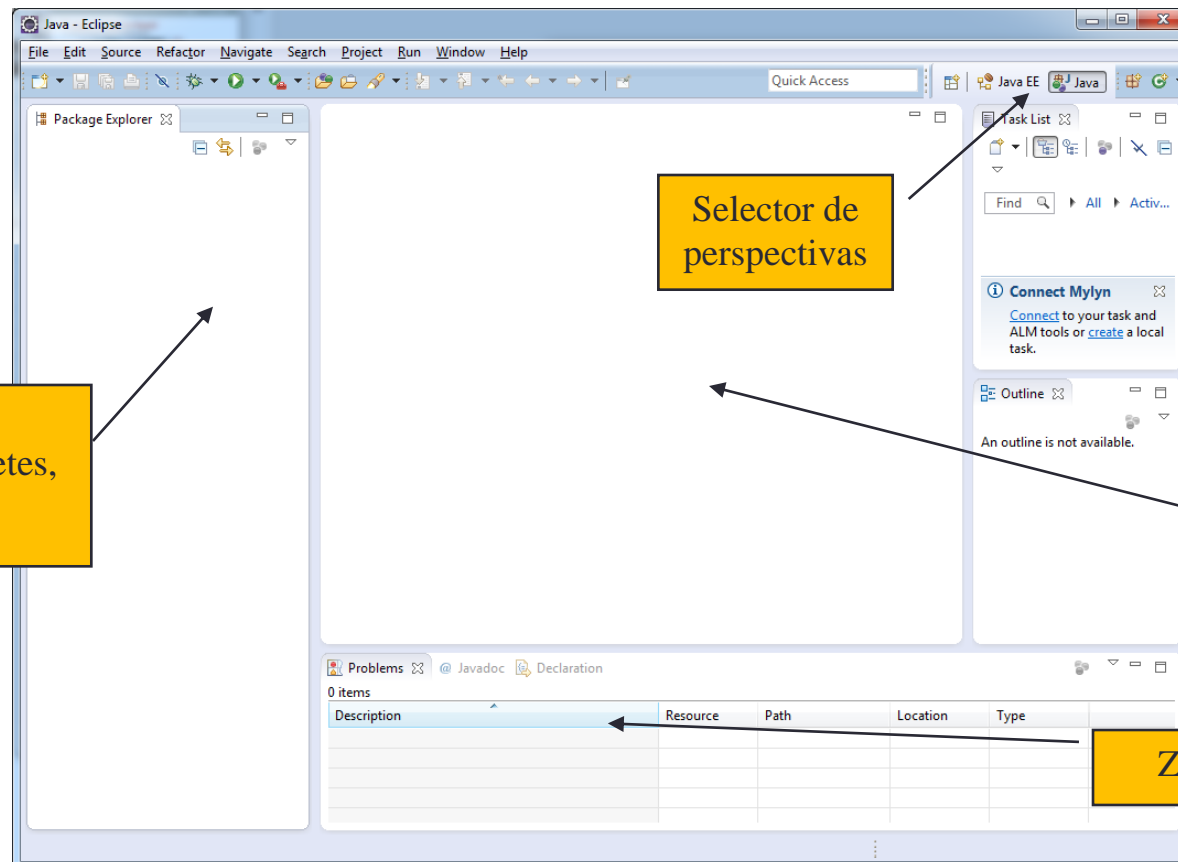 Java - Eclipse
File Edit Source Refactor Navigate Search Project Run Window Help
Quick Access
Java EE
Java
Package Explorer
Task List
Find
All
Activ...
Selector de
perspectivas
Connect Mylyn
Connect to your task and
ALM tools or create a local
task.
etes,
Outline
An outline is not available.
Problems @ Javadoc Declaration
0 items
Description Resource Path Location Type
Z